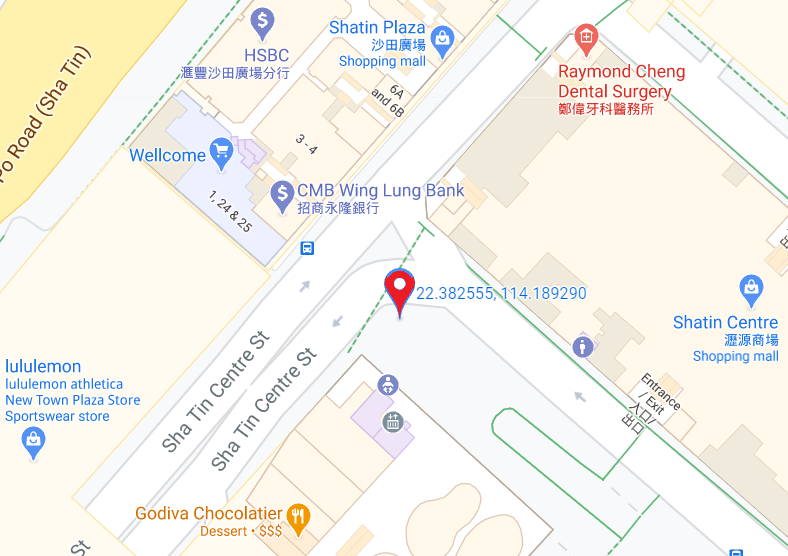 Shatin Plaza
沙田廣場
Shopping mall
HSBC
滙豐沙田廣場分行
Raymond Cheng
Dental Surgery
鄭偉牙科醫務所
6A
and 6B
Po Road (Sha Tin)
3 - 4
Wellcome
CMB Wing Lung Bank
招商永隆銀行
1, 24 & 25
22.382555, 114.189290
Shatin Centre
瀝源商場
Shopping mall
lululemon
lululemon athletica
New Town Plaza Store
Sportswear store
Sha Tin Centre St
Sha Tin Centre St
Entrance
/ Exit
入口/
出口
Godiva Chocolatier
Dessert · $$$
St